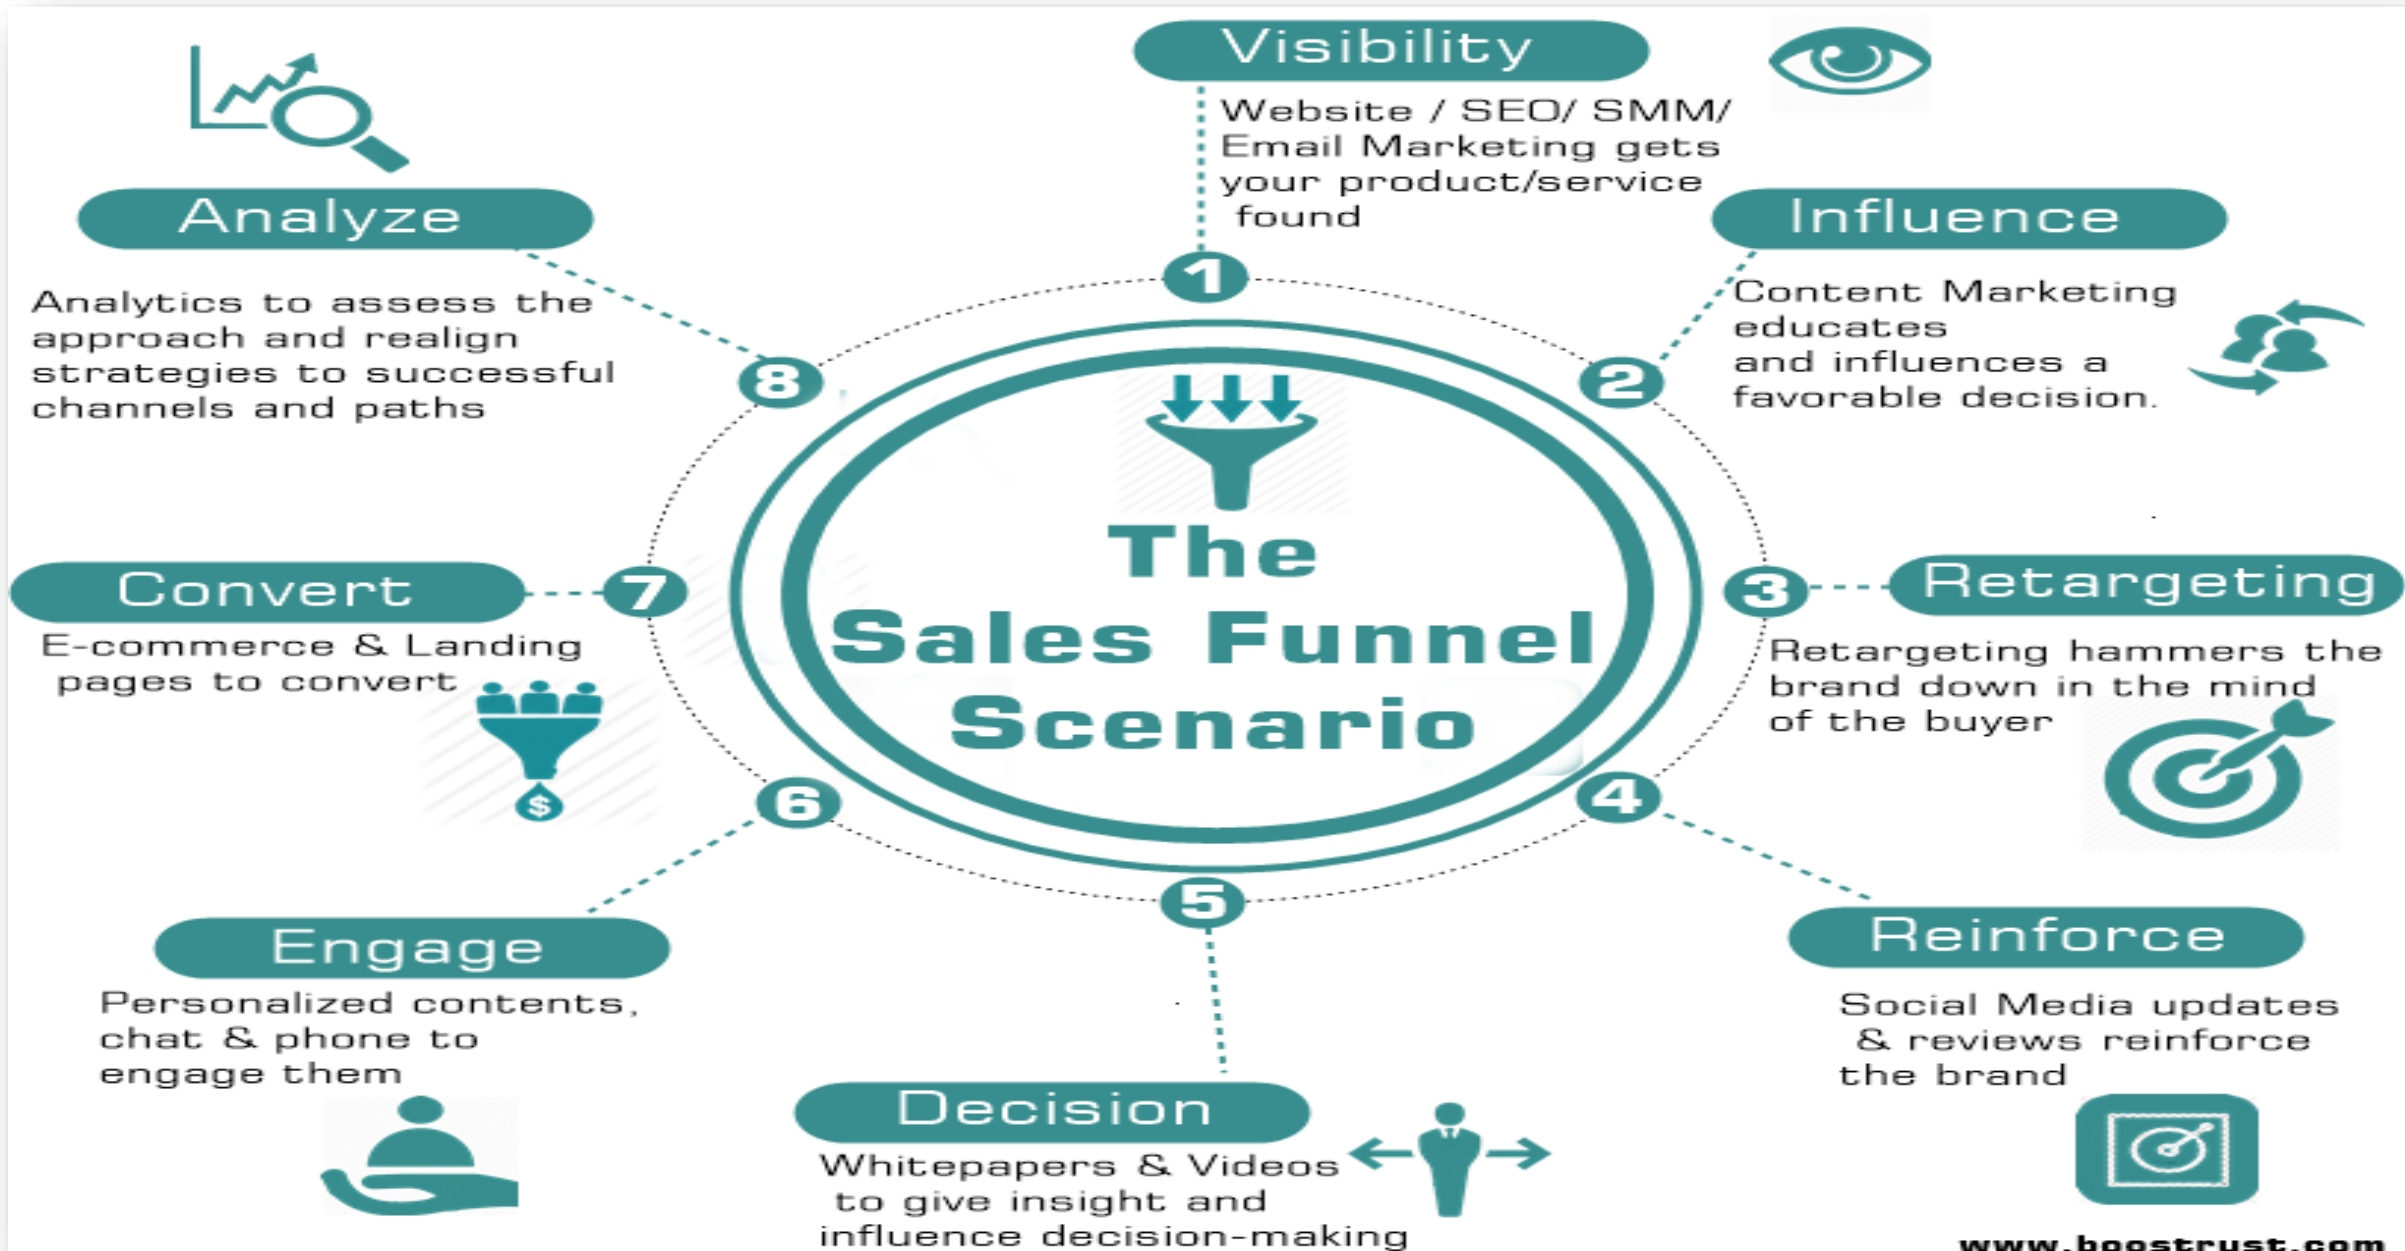 Visibility
Website / SEO/ SMM/
Email Marketing gets
your product/service
found
Influence
Content Marketing
educates
and influences a
favorable decision.
Retargeting
Retargeting hammers the
brand down in the mind
of the buyer
Reinforce
Social Media updates
& reviews reinforce
the brand
Decision
Whitepapers & Videos
to give insight and
influence decision-making
Engage
Personalized contents,
chat & phone to
engage them
Convert
E-commerce & Landing
pages to convert
$
Analyze
Analytics to assess the
approach and realign
strategies to successful
channels and paths
1
2
3
4
5
6
7
8
The
Sales Funnel
Scenario
www.boostrust.com